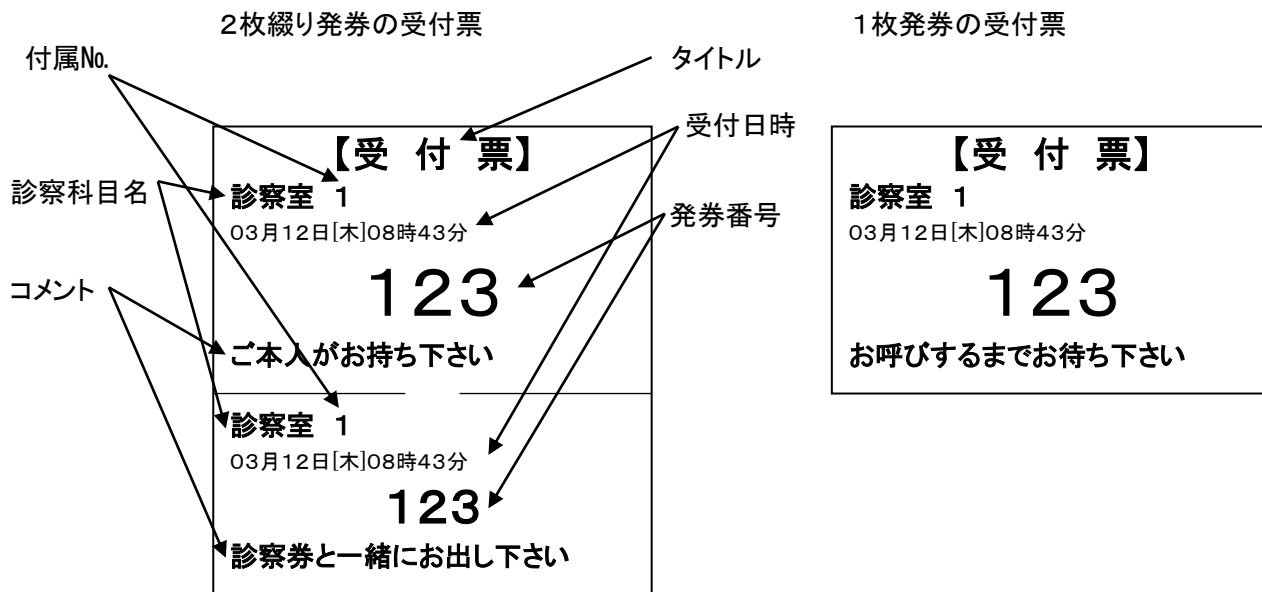 2枚綴り発券の受付票
1枚発券の受付票
付属№
タイトル
受付日時
診察科目名
発券番号
コメント
【受 付 票】
診察室 1
03月12日[木]08時43分
123
ご本人がお持ち下さい
診察室 1
03月12日[木]08時43分
123
診察券と一緒にお出し下さい
【受 付 票】
診察室 1
03月12日[木]08時43分
123
お呼びするまでお待ち下さい